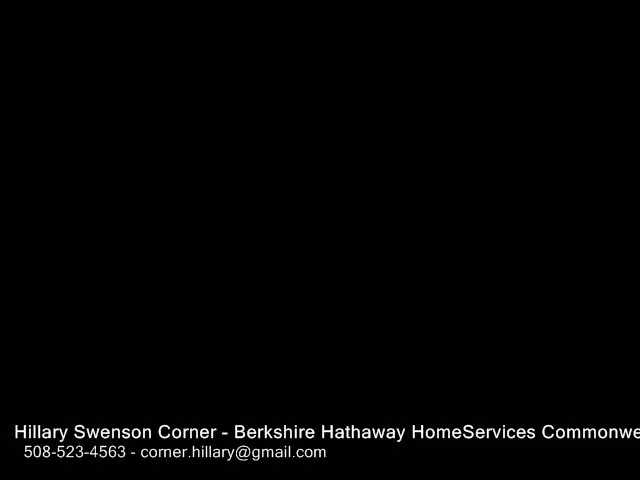 Hillary Swenson Corner - Berkshire Hathaway HomeServices Commonwe
508-523-4563 - corner.hillary@gmail.com